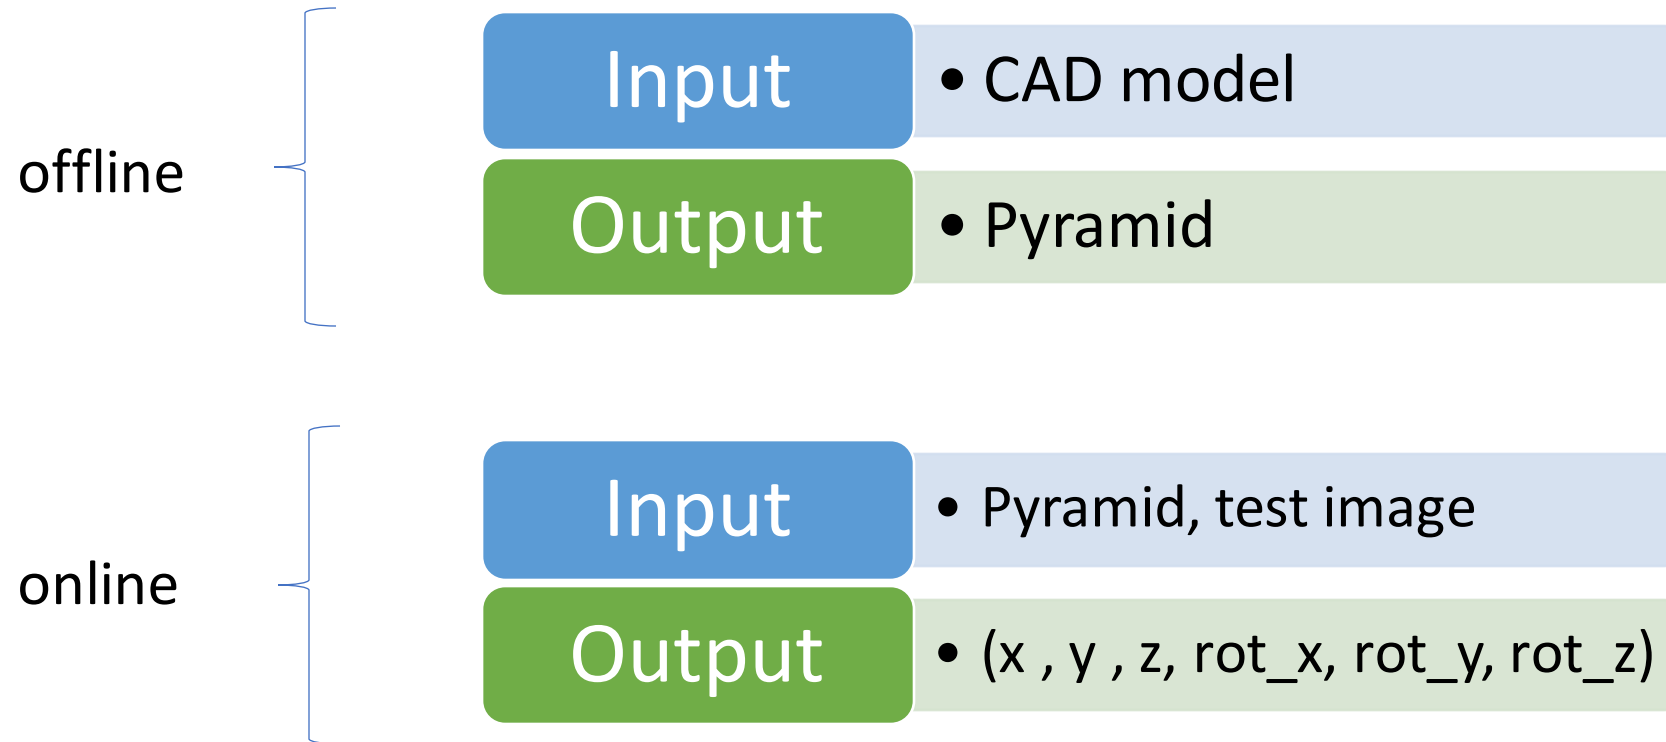 offline
Input
• CAD model
Output
• Pyramid
online
Input
• Pyramid, test image
Output
• (x , y , z, rot_x, rot_y, rot_z)